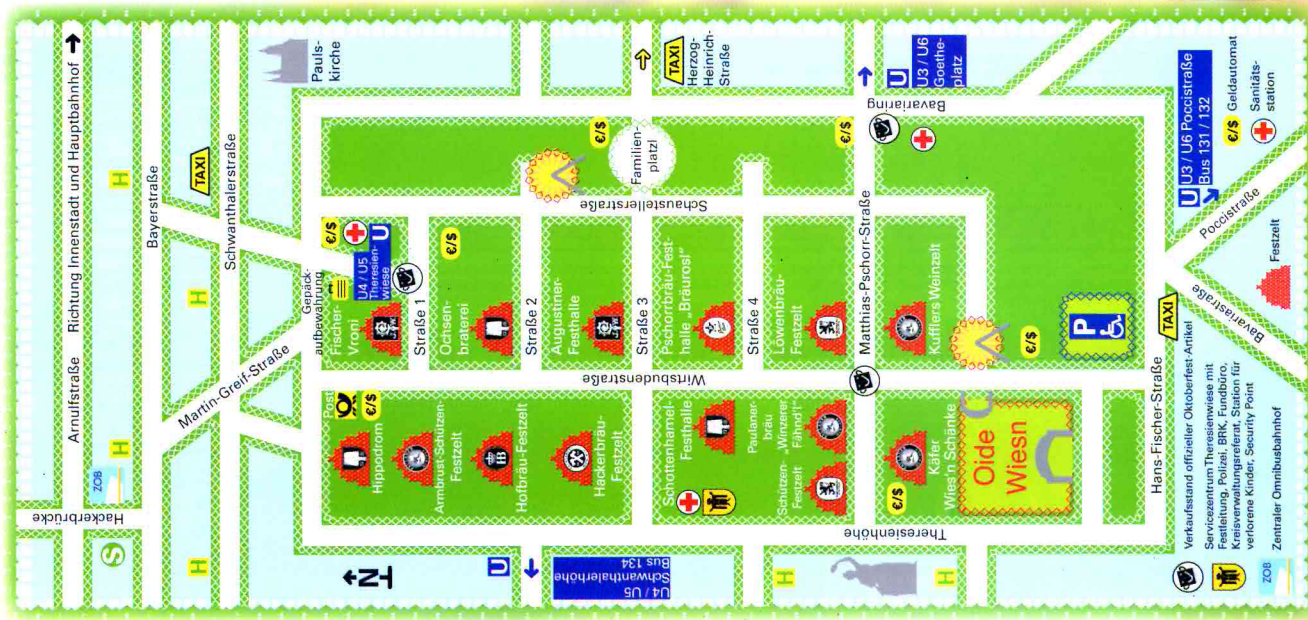 Arnulfstraße
Richtung Innenstadt und Hauptbahnhof
Hackerbrücke
ZOB
H
H
S
Bayerstraße
H
H
TAXI
Schwanthalerstraße
Martin-Greif-Straße
Pauls-
kirche
N
Gepäck-
aufbewahrung
Post
€/$
Hippodrom
Fischer-
Vroni
€/$
U4 / U5
Theresien-
wiese
U
Straße 1
Armbrust-Schützen-
Festzelt
Ochsen-
braterei
€/$
Hofbräu-Festzelt
HB
Straße 2
U
U4 / U5
Schwanthalerhöhe
Bus 134
Hackerbräu-
Festzelt
Augustiner-
Festhalle
€/$
Straße 3
Familien-
platzl
TAXI
Herzog-
Heinrich-
Straße
Wirtsbudenstraße
Schaustellerstraße
Schottenhamel-
Festhalle
Pschorrbräu-Fest-
halle „Bräurosl"
Paulaner-
bräu
„Winzerer
Fähndl"
Straße 4
Schützen-
Festzelt
Löwenbräu-
Festzelt
€/$
H
H
Matthias-Pschorr-Straße
Bavariaring
U
U3 / U6
Goethe-
platz
Theresienhöhe
€/$
Käfer
Wies'n Schänke
Kufflers Weinzelt
Oide
Wiesn
€/$
P
Hans-Fischer-Straße
TAXI
Poccistraße
Bavariastraße
U
U3 / U6 Poccistraße
Bus 131 / 132
Verkaufsstand offizieller Oktoberfest-Artikel
Servicezentrum Theresienwiese mit
Festleitung, Polizei, BRK, Fundbüro,
Kreisverwaltungsreferat, Station für
verlorene Kinder, Security Point
ZOB
Zentraler Omnibusbahnhof
Festzelt
€/$
Geldautomat
Sanitäts-
station